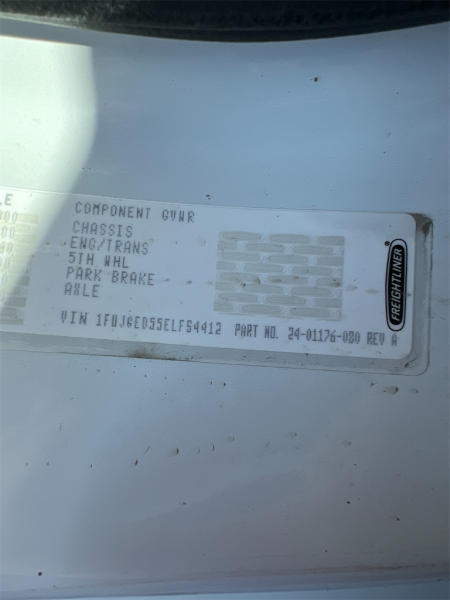 LE
COMPONENT GVWR
CHASSIS
ENG/TRANS
5TH WHL
PARK BRAKE
AXLE
VIN 1FUJGED55ELFS4412 PART NO. 24-01176-080 REV A
FREIGHTLINER